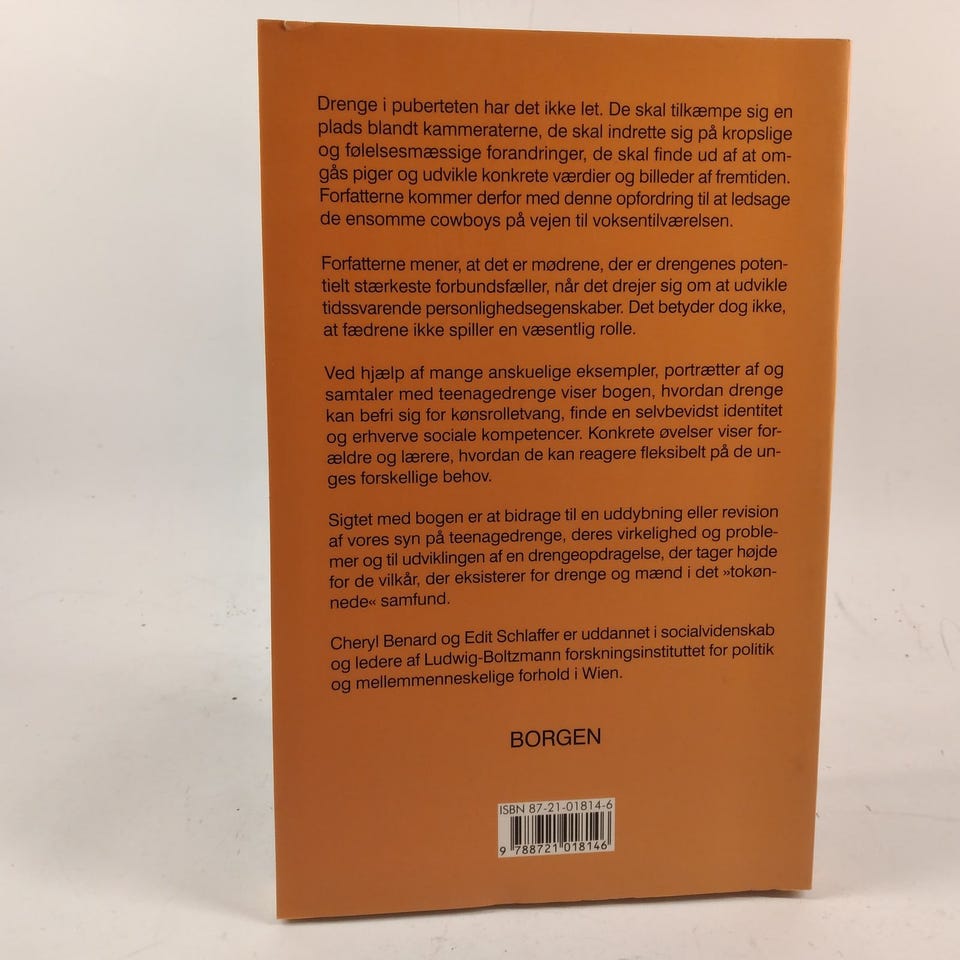 Drenge i puberteten har det ikke let. De skal tilkæmpe sig en
plads blandt kammeraterne, de skal indrette sig på kropslige
og følelsesmæssige forandringer, de skal finde ud af at om-
gås piger og udvikle konkrete værdier og billeder af fremtiden.
Forfatterne kommer derfor med denne opfordring til at ledsage
de ensomme cowboys på vejen til voksentilværelsen.
Forfatterne mener, at det er mødrene, der er drengenes poten-
tielt stærkeste forbundsfæller, når det drejer sig om at udvikle
tidssvarende personlighedsegenskaber. Det betyder dog ikke,
at fædrene ikke spiller en væsentlig rolle.
Ved hjælp af mange anskuelige eksempler, portrætter af og
samtaler med teenagedrenge viser bogen, hvordan drenge
kan befri sig for kønsrolletvang, finde en selvbevidst identitet
og erhverve sociale kompetencer. Konkrete øvelser viser for-
ældre og lærere, hvordan de kan reagere fleksibelt på de un-
ges forskellige behov.
Sigtet med bogen er at bidrage til en uddybning eller revision
af vores syn på teenagedrenge, deres virkelighed og proble-
mer og til udviklingen af en drengeopdragelse, der tager højde
for de vilkår, der eksisterer for drenge og mænd i det »tokøn-
nede« samfund.
Cheryl Benard og Edit Schlaffer er uddannet i socialvidenskab
og ledere af Ludwig-Boltzmann forskningsinstituttet for politik
og mellemmenneskelige forhold i Wien.
BORGEN
ISBN 87-21-01814-6
9 788721 018146